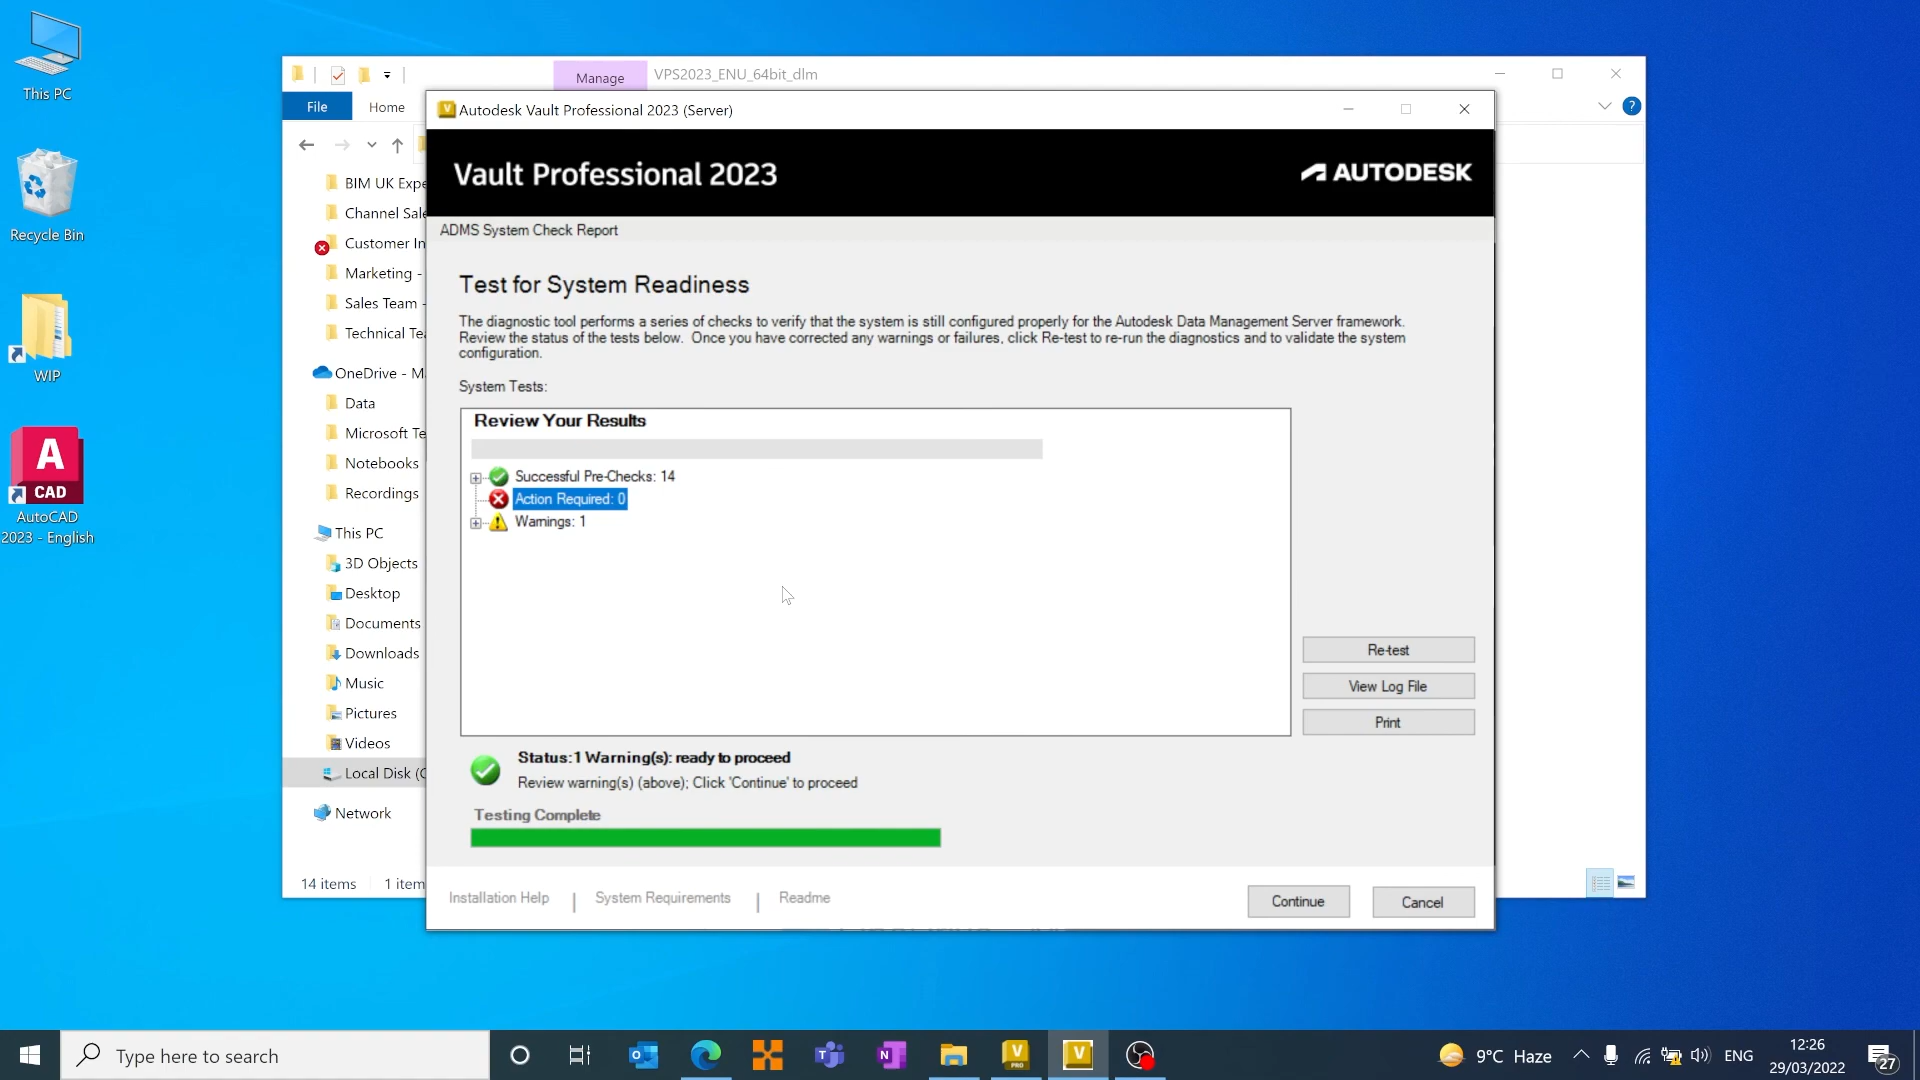 This PC
Recycle Bin
WIP
A
CAD
AutoCAD
2023 - English
Manage
VPS2023_ENU_64bit_dlm
File
Home
?
BIM UK Expe
Channel Sale
Customer In
Marketing -
Sales Team -
Technical Tea
OneDrive - Ma
Data
Microsoft Te
Notebooks
Recordings
This PC
3D Objects
Desktop
Documents
Downloads
Music
Pictures
Videos
Local Disk (C
Network
14 items
1 item
Autodesk Vault Professional 2023 (Server)
Vault Professional 2023
AUTODESK
ADMS System Check Report
Test for System Readiness
The diagnostic tool performs a series of checks to verify that the system is still configured properly for the Autodesk Data Management Server framework.
Review the status of the tests below. Once you have corrected any warnings or failures, click Re-test to re-run the diagnostics and to validate the system
configuration.
System Tests:
Review Your Results
Successful Pre-Checks: 14
Action Required: 0
Warnings: 1
Re-test
View Log File
Print
Status:1 Warning(s): ready to proceed
Review warning(s) (above); Click 'Continue' to proceed
Testing Complete
Installation Help | System Requirements | Readme
Continue
Cancel
Type here to search
9°C Haze
ENG
12:26
29/03/2022
27